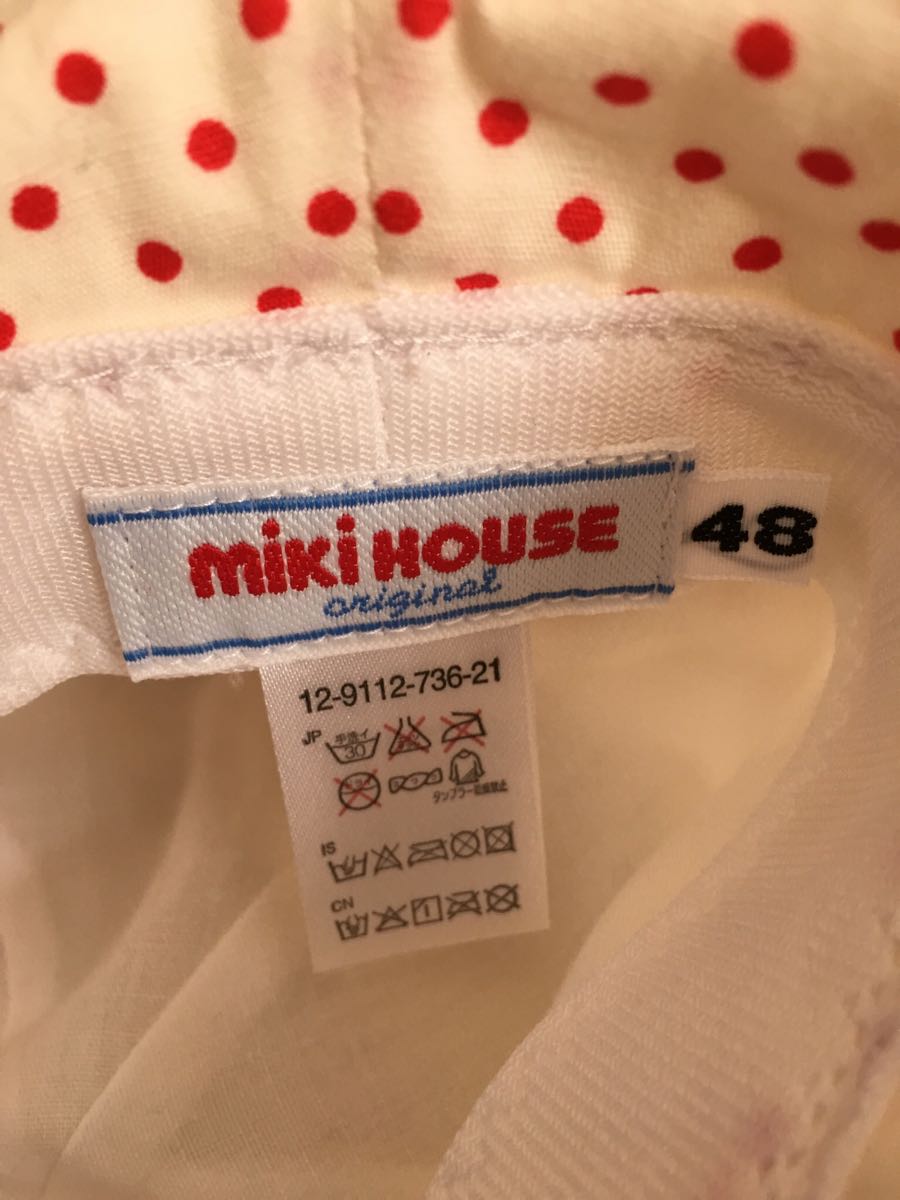 miki HOUSE
original
48
12-9112-736-21
JP
手洗イ
30
タンブラー乾燥禁止
IS
CN